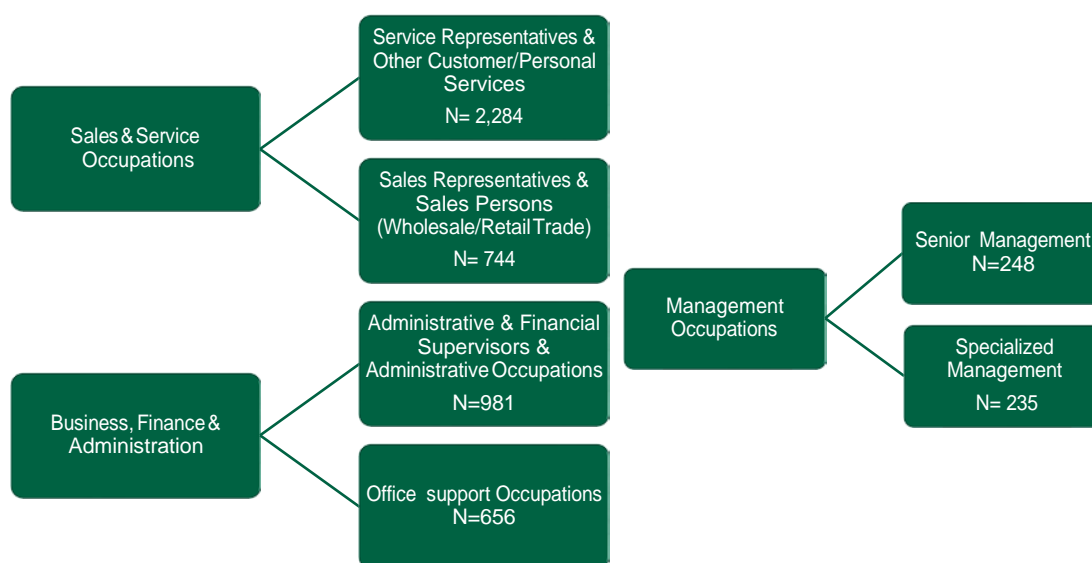 Sales & Service
Occupations
Service Representatives &
Other Customer/Personal
Services
N= 2,284
Sales Representatives &
Sales Persons
(Wholesale/Retail Trade)
N= 744
Business, Finance &
Administration
Administrative & Financial
Supervisors &
Administrative Occupations
N=981
Office support Occupations
N=656
Management
Occupations
Senior Management
N=248
Specialized
Management
N= 235